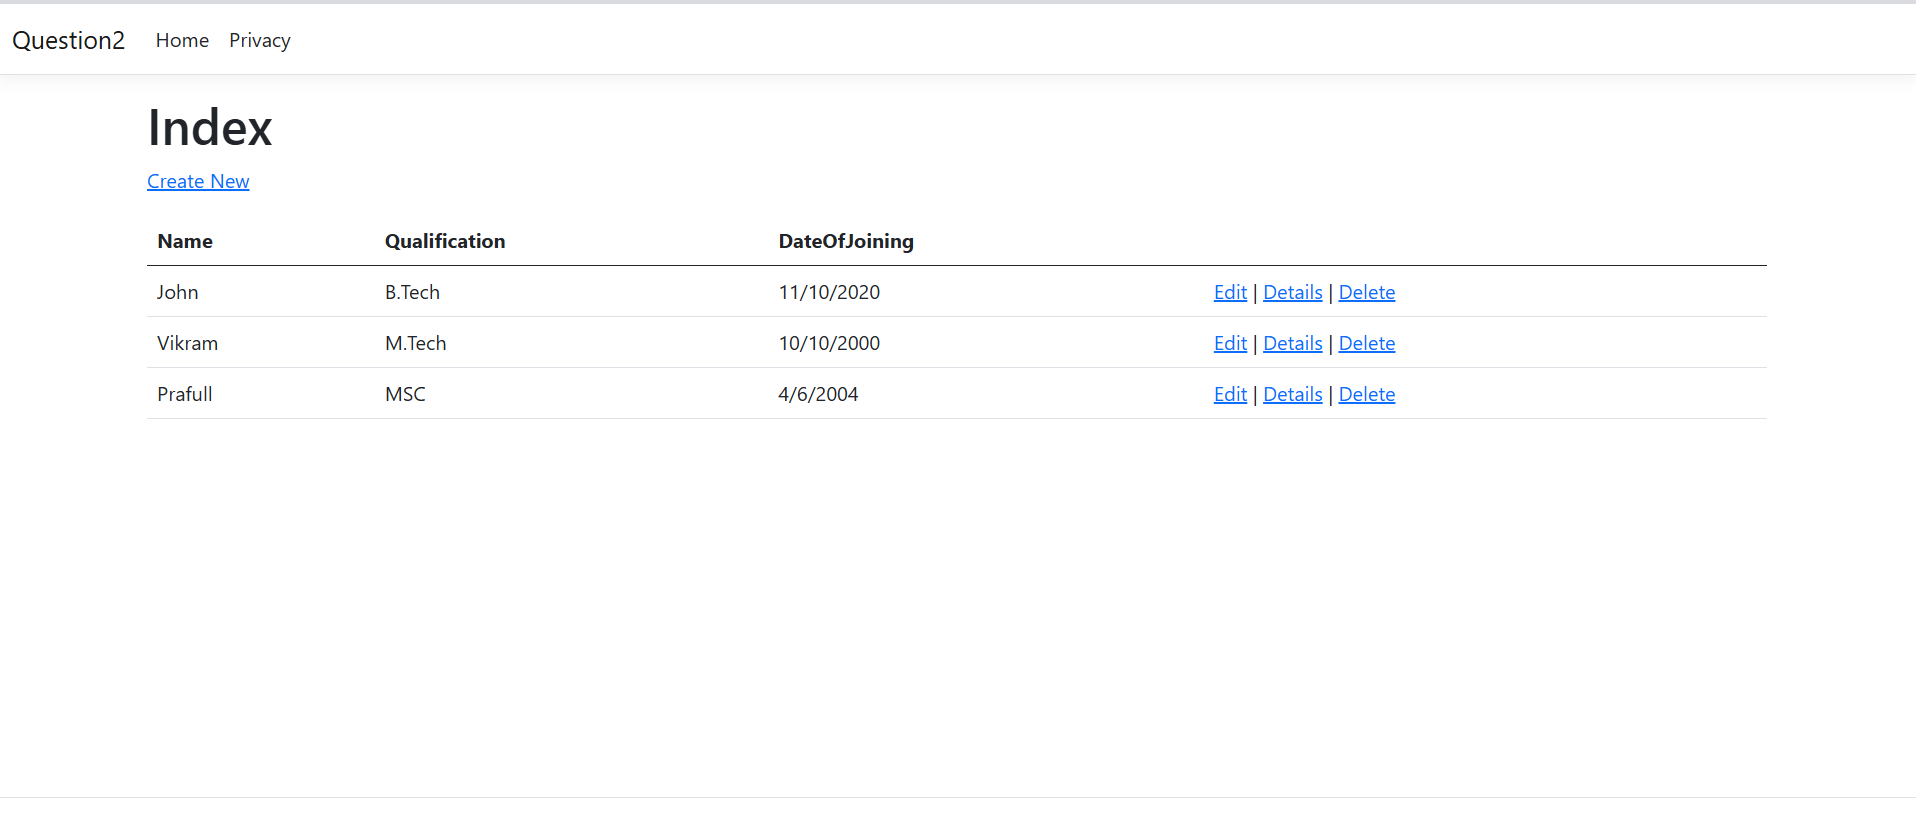 Question2 Home Privacy
Index
Create New
Name Qualification DateOfJoining
John B.Tech 11/10/2020 Edit | Details | Delete
Vikram M.Tech 10/10/2000 Edit | Details | Delete
Prafull MSC 4/6/2004 Edit | Details | Delete